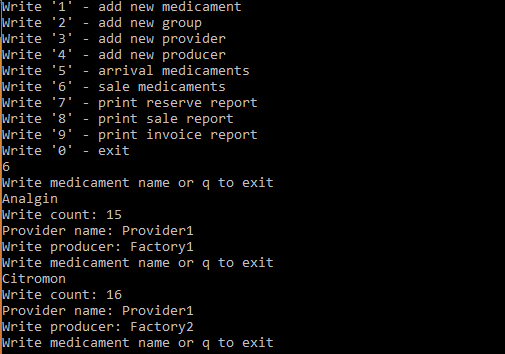 Write '1' - add new medicament
Write '2' - add new group
Write '3' - add new provider
Write '4' - add new producer
Write '5' - arrival medicaments
Write '6' - sale medicaments
Write '7' - print reserve report
Write '8' - print sale report
Write '9' - print invoice report
Write '0' - exit
6
Write medicament name or q to exit
Analgin
Write count: 15
Provider name: Provider1
Write producer: Factory1
Write medicament name or q to exit
Citromon
Write count: 16
Provider name: Provider1
Write producer: Factory2
Write medicament name or q to exit